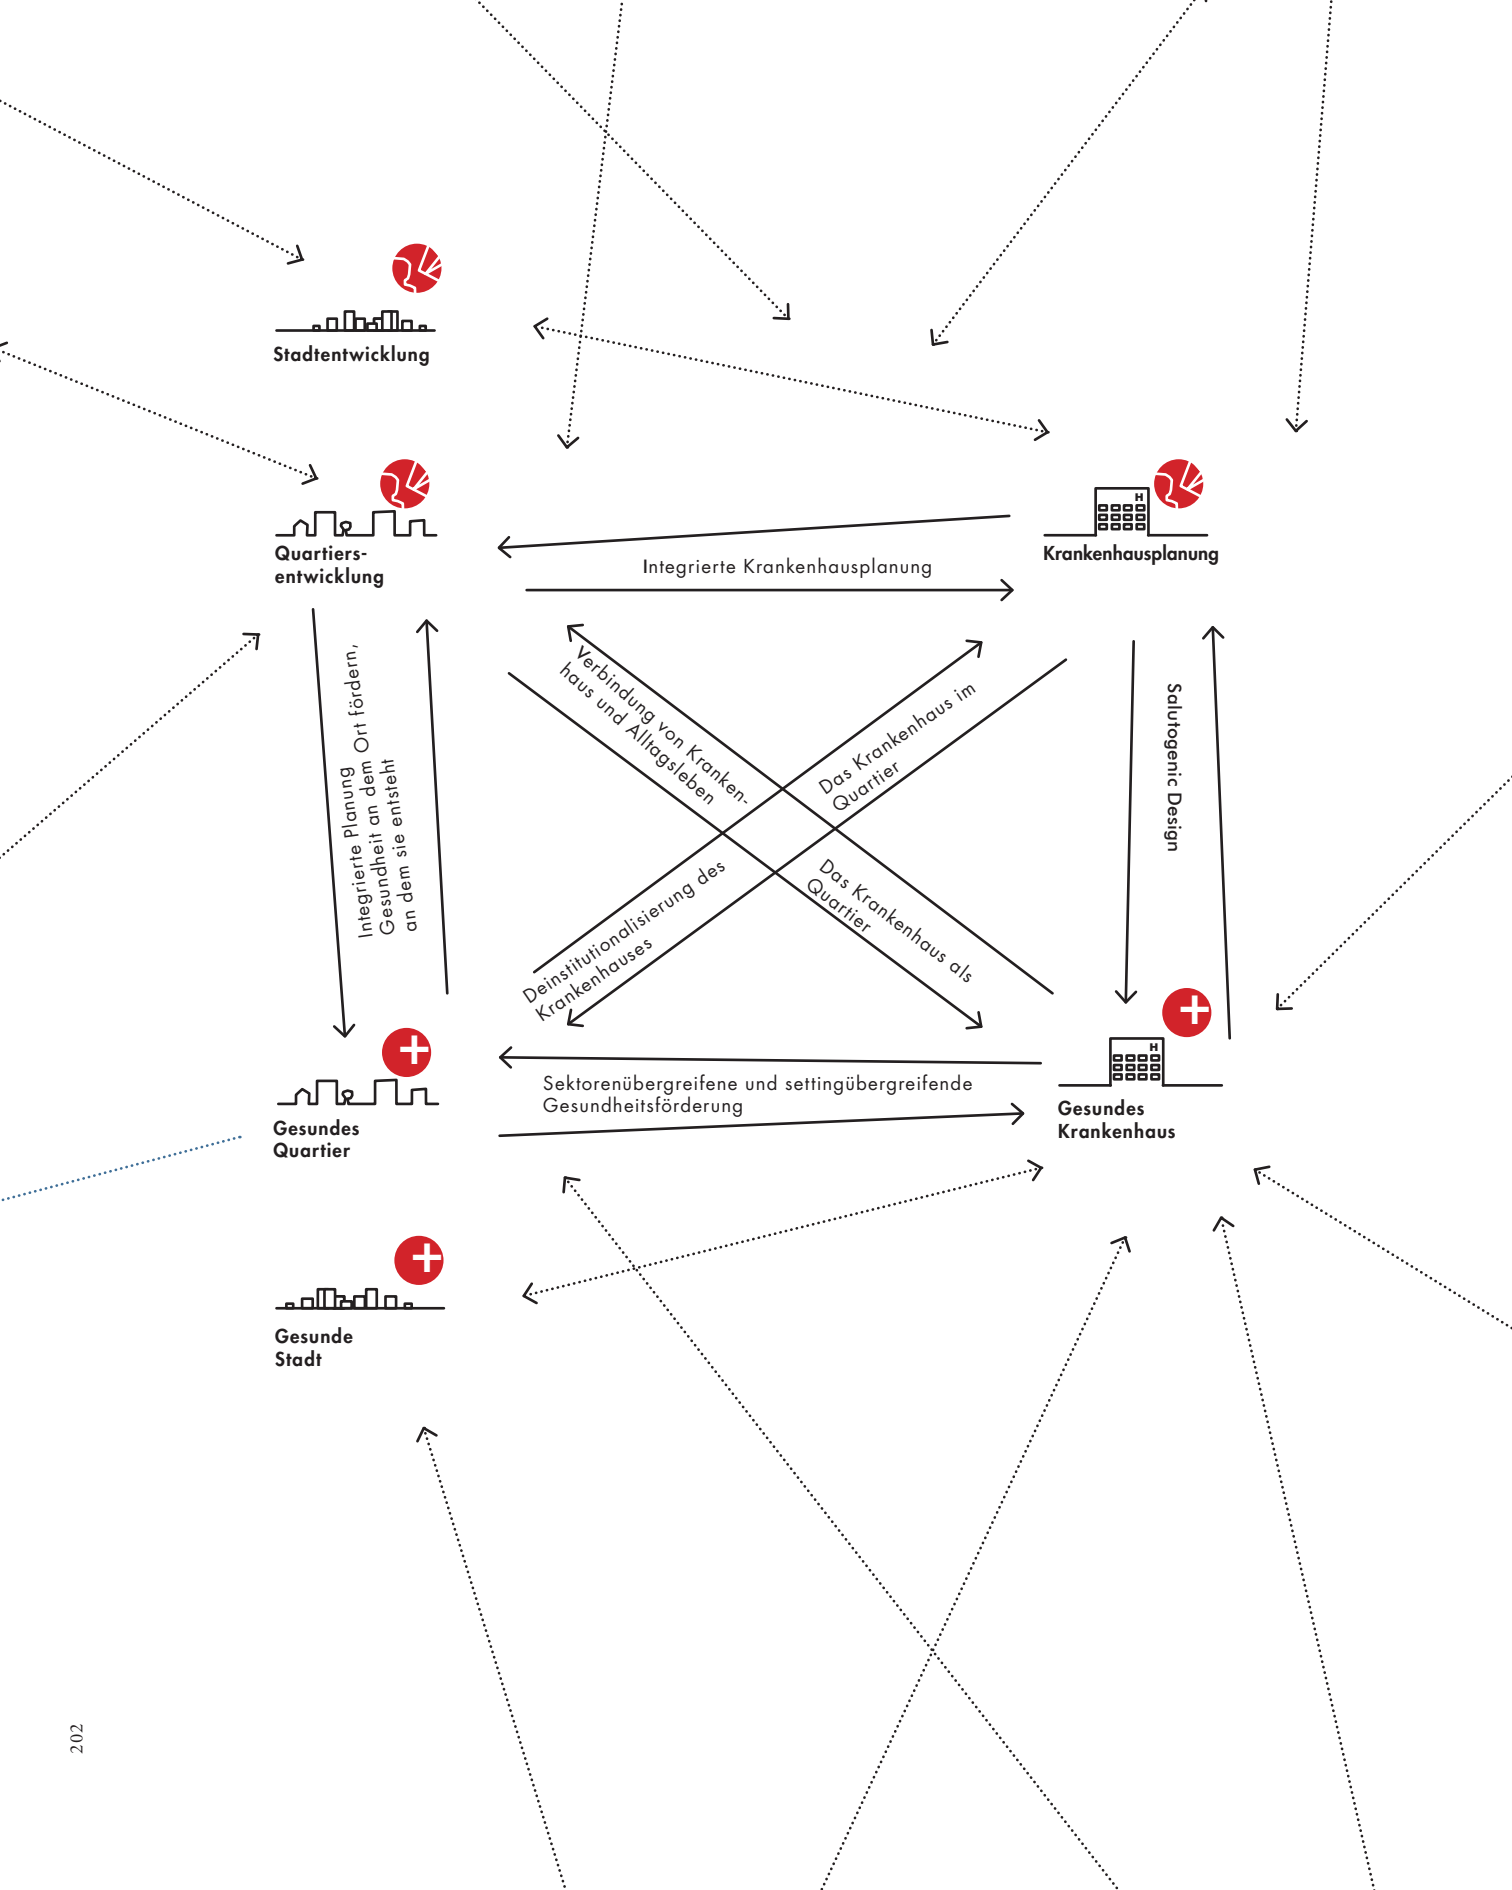 Stadtentwicklung
Quartiers-
entwicklung
H
Krankenhausplanung
Integrierte Krankenhausplanung
Integrierte Planung
Gesundheit an dem Ort fördern,
an dem sie entsteht
Verbindung von Kranken-
haus und Alltagsleben
Das Krankenhaus im
Quartier
Salutogenic Design
Deinstitutionalisierung des
Krankenhauses
Das Krankenhaus als
Quartier
H
Sektorenübergreifene und settingübergreifende
Gesundheitsförderung
Gesundes
Quartier
Gesundes
Krankenhaus
Gesunde
Stadt
202